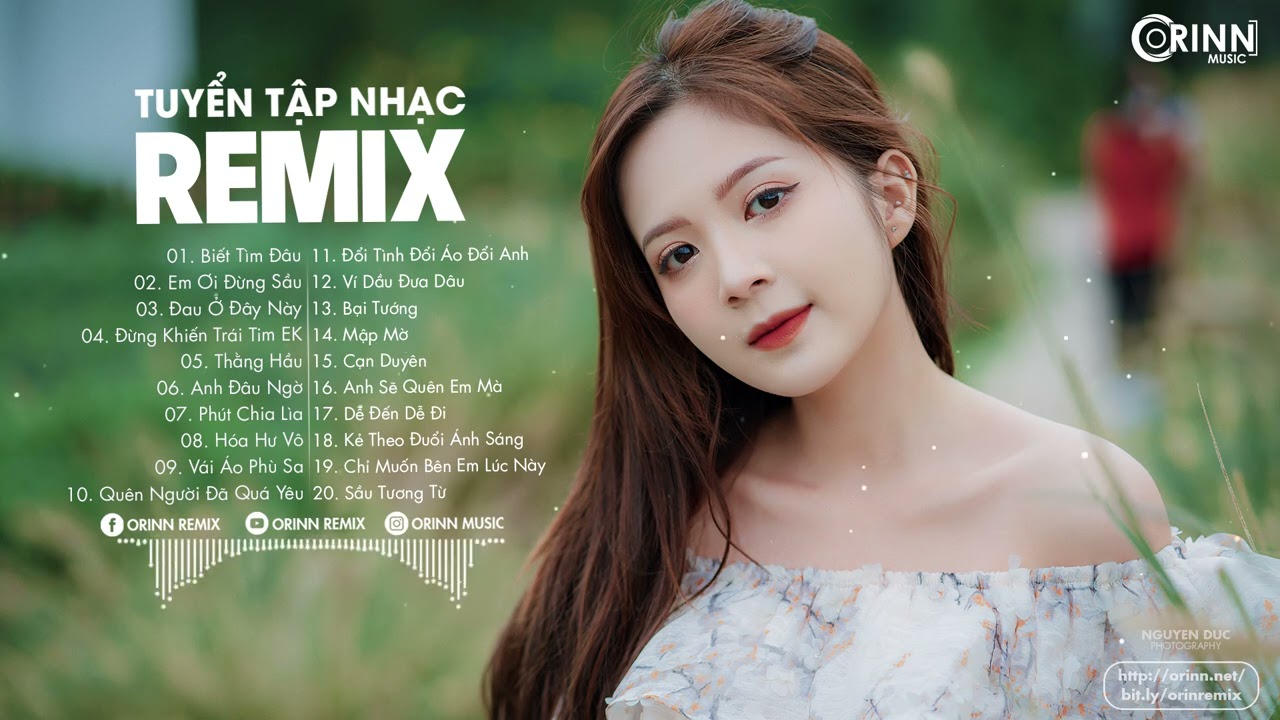 ORINN
MUSIC
TUYỂN TẬP NHẠC
REMIX
01. Biết Tìm Đâu
02. Em Ơi Đừng Sầu
03. Đau Ở Đây Này
04. Đừng Khiến Trái Tim EK
05. Thằng Hầu
06. Anh Đâu Ngờ
07. Phút Chia Lìa
08. Hóa Hư Vô
09. Vái Áo Phù Sa
10. Quên Người Đã Quá Yêu
11. Đổi Tình Đổi Áo Đổi Anh
12. Ví Dầu Đưa Dâu
13. Bại Tướng
14. Mập Mờ
15. Cạn Duyên
16. Anh Sẽ Quên Em Mà
17. Dễ Đến Dễ Đi
18. Kẻ Theo Đuổi Ánh Sáng
19. Chỉ Muốn Bên Em Lúc Này
20. Sầu Tương Tư
ORINN REMIX ORINN REMIX ORINN MUSIC
NGUYEN DUC
PHOTOGRAPHY
http://orinn.net/
bit.ly/orinremix